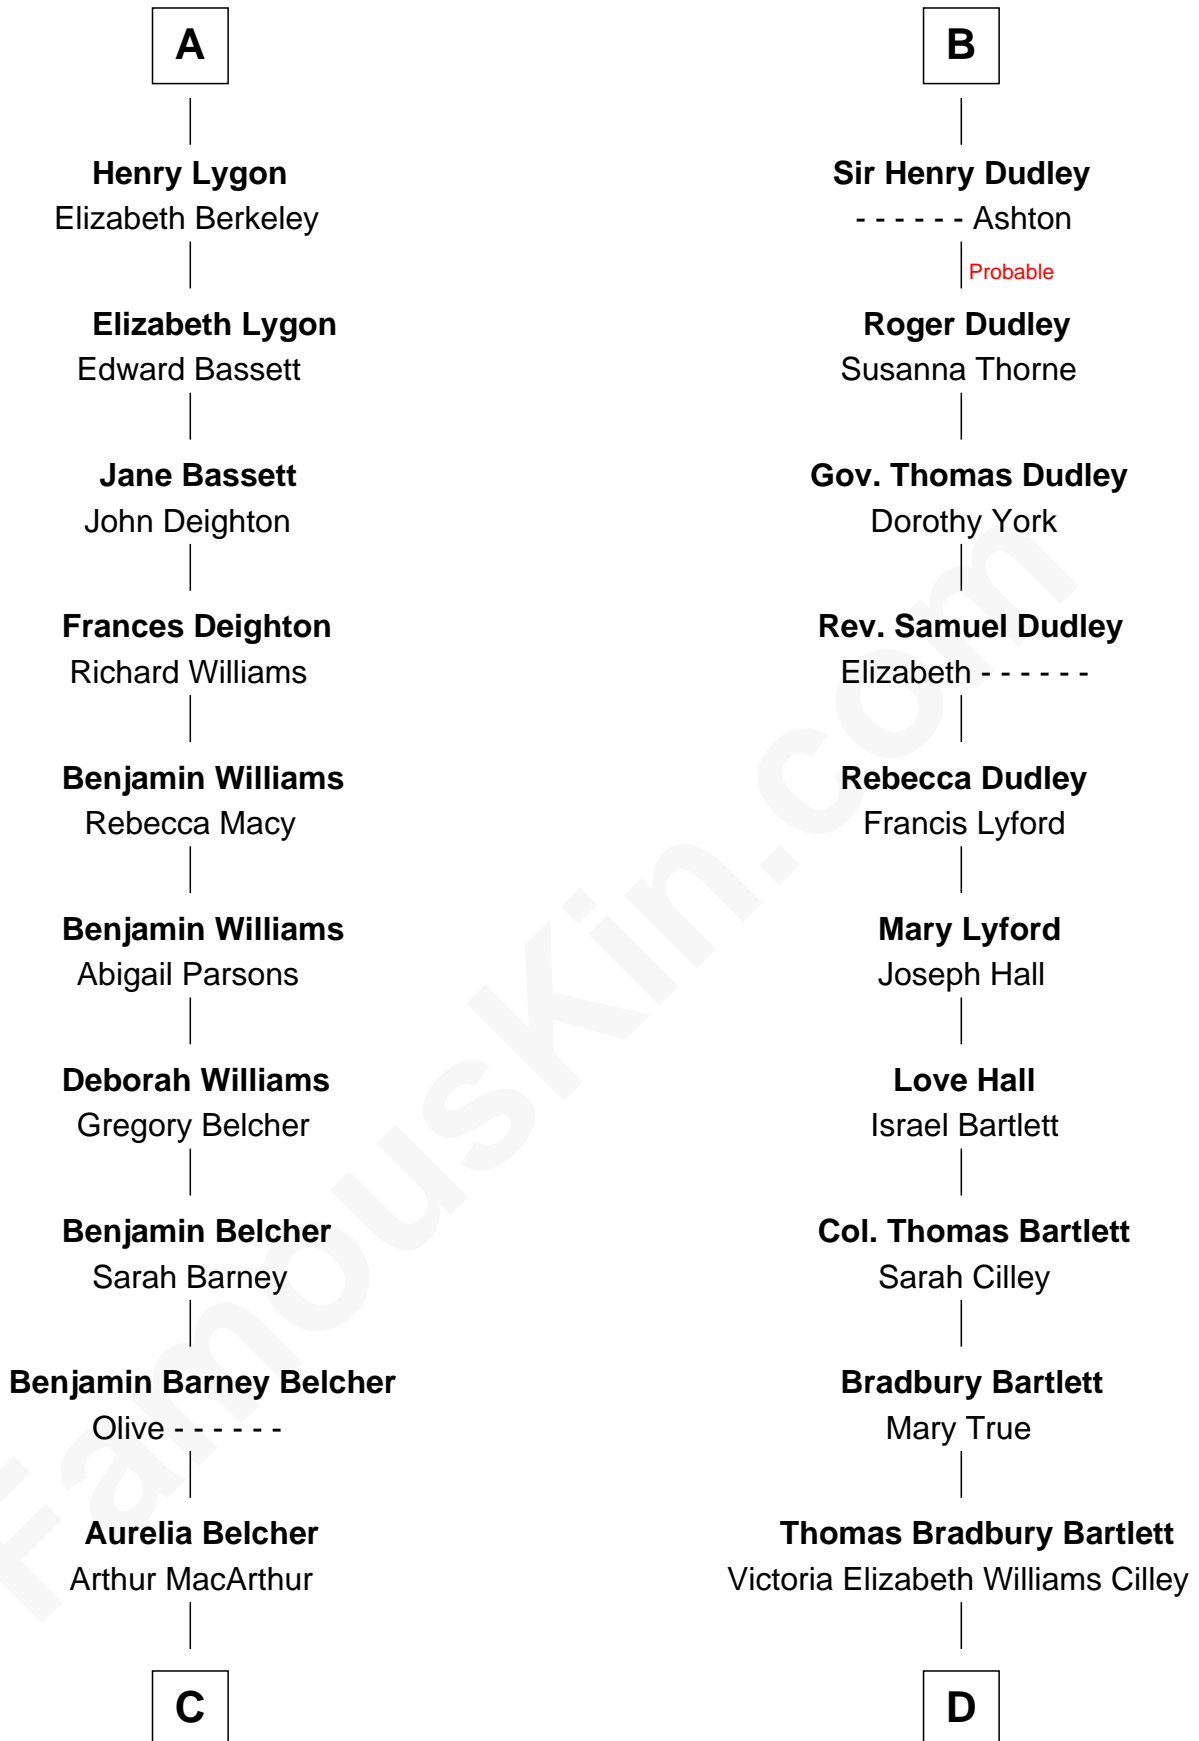 A
Henry Lygon
Elizabeth Berkeley
Elizabeth Lygon
Edward Bassett
Jane Bassett
John Deighton
Frances Deighton
Richard Williams
Benjamin Williams
Rebecca Macy
Benjamin Williams
Abigail Parsons
Deborah Williams
Gregory Belcher
Benjamin Belcher
Sarah Barney
Benjamin Barney Belcher
Olive - - - - - -
Aurelia Belcher
Arthur MacArthur
C
B
Sir Henry Dudley
- - - - - - Ashton
Probable
Roger Dudley
Susanna Thorne
Gov. Thomas Dudley
Dorothy York
Rev. Samuel Dudley
Elizabeth - - - - - -
Rebecca Dudley
Francis Lyford
Mary Lyford
Joseph Hall
Love Hall
Israel Bartlett
Col. Thomas Bartlett
Sarah Cilley
Bradbury Bartlett
Mary True
Thomas Bradbury Bartlett
Victoria Elizabeth Williams Cilley
D
FamousKin.com